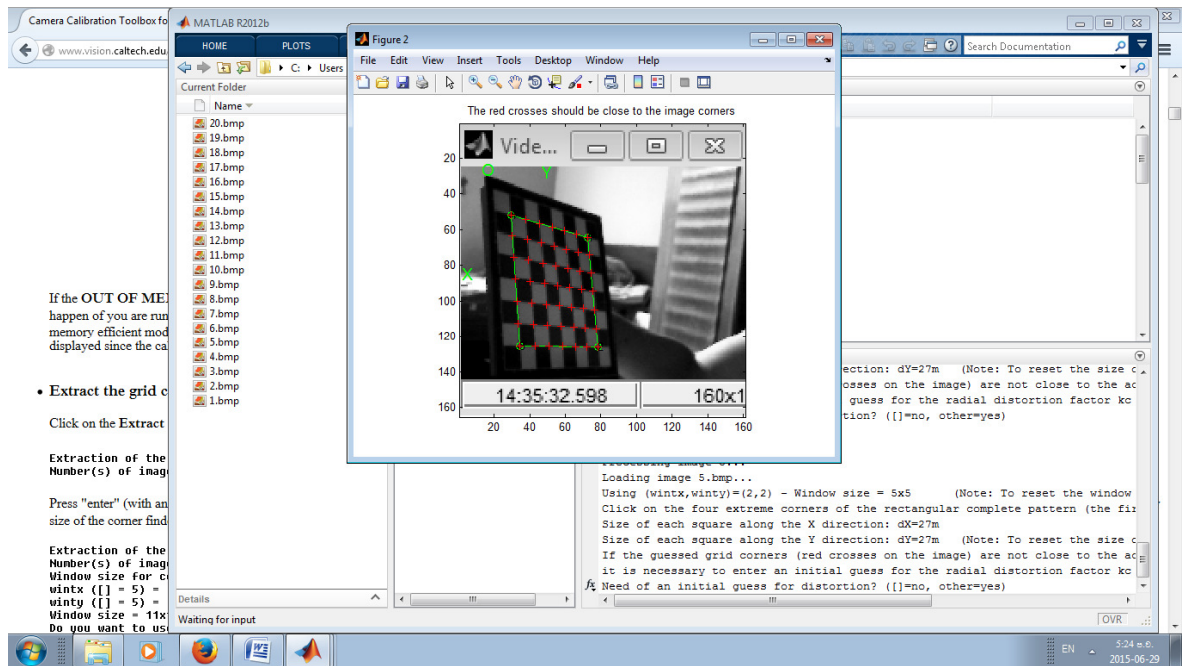 Camera Calibration Toolbox fo
MATLAB R2012b
www.vision.caltech.edu
HOME
PLOTS
Search Documentation
C:
Users
Current Folder
Name
20.bmp
19.bmp
18.bmp
17.bmp
16.bmp
15.bmp
14.bmp
13.bmp
12.bmp
11.bmp
10.bmp
9.bmp
8.bmp
7.bmp
6.bmp
5.bmp
4.bmp
3.bmp
2.bmp
1.bmp
Details
Waiting for input
Figure 2
File Edit View Insert Tools Desktop Window Help
The red crosses should be close to the image corners
Vide...
O
Y
X
20
40
60
80
100
120
140
160
14:35:32.598
160x1
20 40 60 80 100 120 140 160
If the OUT OF ME
happen of you are run
memory efficient mod
displayed since the ca
• Extract the grid c
Click on the Extract
Extraction of the
Number(s) of imag
Press "enter" (with an
size of the corner find
Extraction of the
Number(s) of imag
Window size for c
wintx ([] = 5) =
winty ([] = 5) =
Window size = 11x
Do you want to us
ection: dY=27m (Note: To reset the size
osses on the image) are not close to the ac
guess for the radial distortion factor kc
tion? ([]=no, other=yes)
Loading image 5.bmp...
Using (wintx,winty)=(2,2) - Window size = 5x5 (Note: To reset the window
Click on the four extreme corners of the rectangular complete pattern (the fir
Size of each square along the X direction: dX=27m
Size of each square along the Y direction: dY=27m (Note: To reset the size
If the guessed grid corners (red crosses on the image) are not close to the ac
it is necessary to enter an initial guess for the radial distortion factor kc
fx Need of an initial guess for distortion? ([]=no, other=yes)
OVR
EN
5:24
2015-06-29